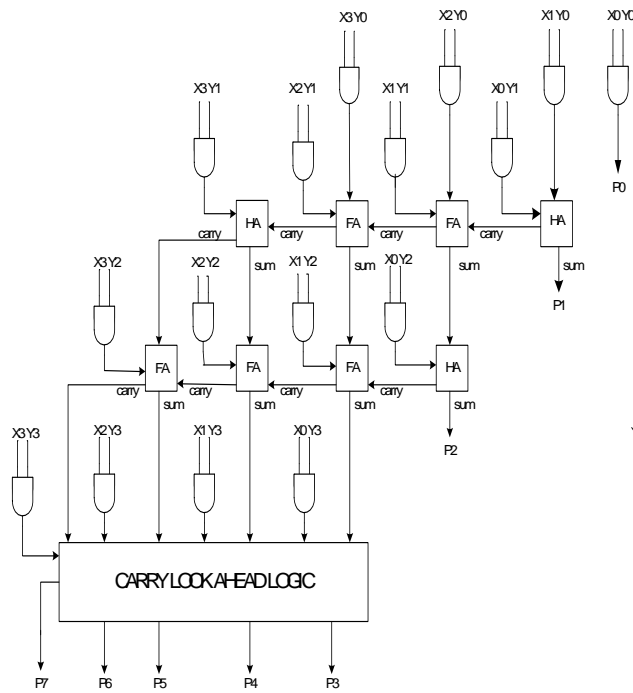 X3Y0 X2Y0 X1Y0 X0Y0
X3Y1 X2Y1 X1Y1 X0Y1
P0
HA FA FA HA
carry carry carry carry
sum sum sum sum
P1
X3Y2 X2Y2 X1Y2 X0Y2
FA FA FA HA
carry carry carry carry
sum sum sum sum
P2
X3Y3 X2Y3 X1Y3 X0Y3
CARRY LOOK AHEAD LOGIC
P7 P6 P5 P4 P3